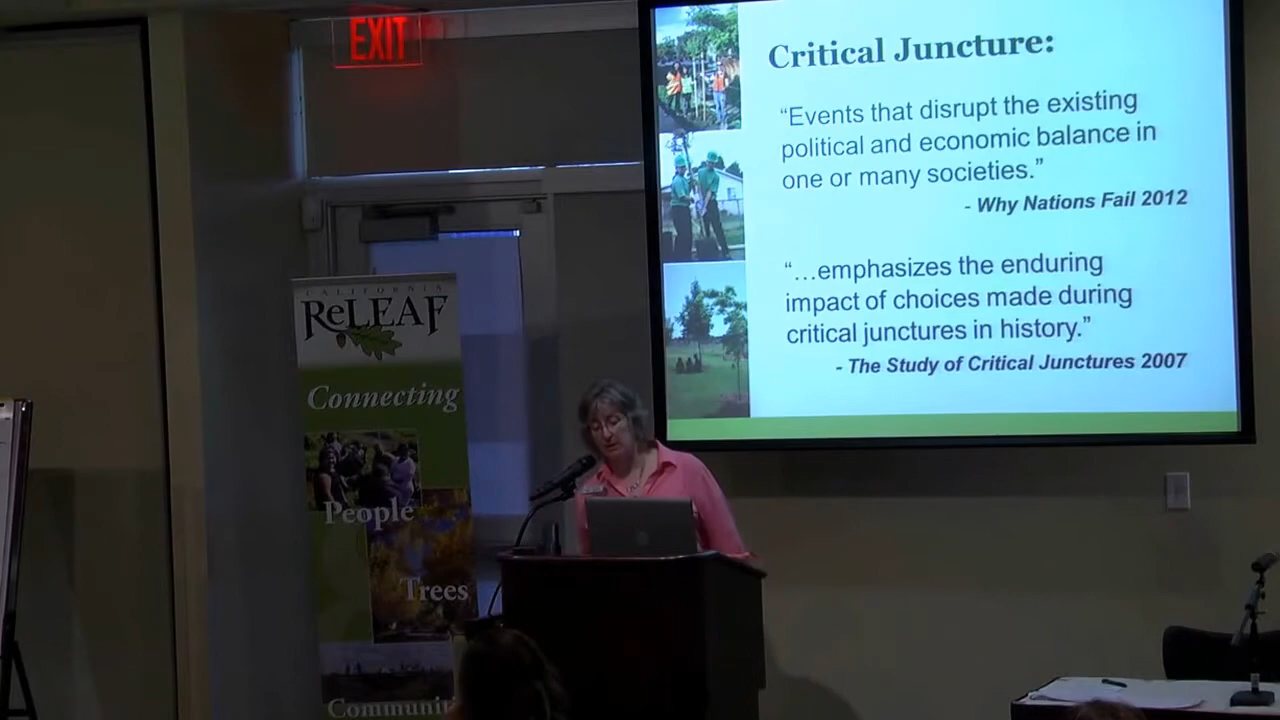 EXIT
Critical Juncture:
“Events that disrupt the existing
political and economic balance in
one or many societies.”
- Why Nations Fail 2012
“...emphasizes the enduring
impact of choices made during
critical junctures in history.”
- The Study of Critical Junctures 2007
CALIFORNIA
ReLEAF
Connecting
People
Trees
Communit